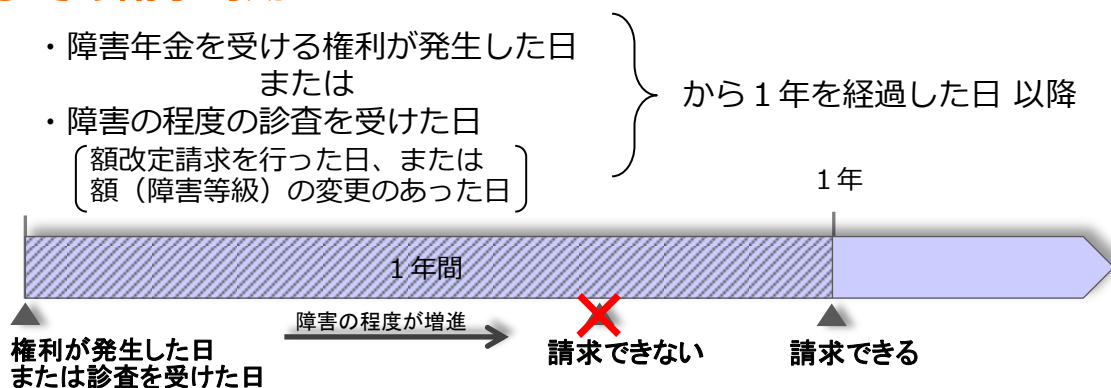 ・障害年金を受ける権利が発生した日
または
・障害の程度の診査を受けた日
額改定請求を行った日、または
額（障害等級）の変更のあった日
から１年を経過した日 以降
１年
１年間
障害の程度が増進
権利が発生した日
または診査を受けた日
請求できない
請求できる